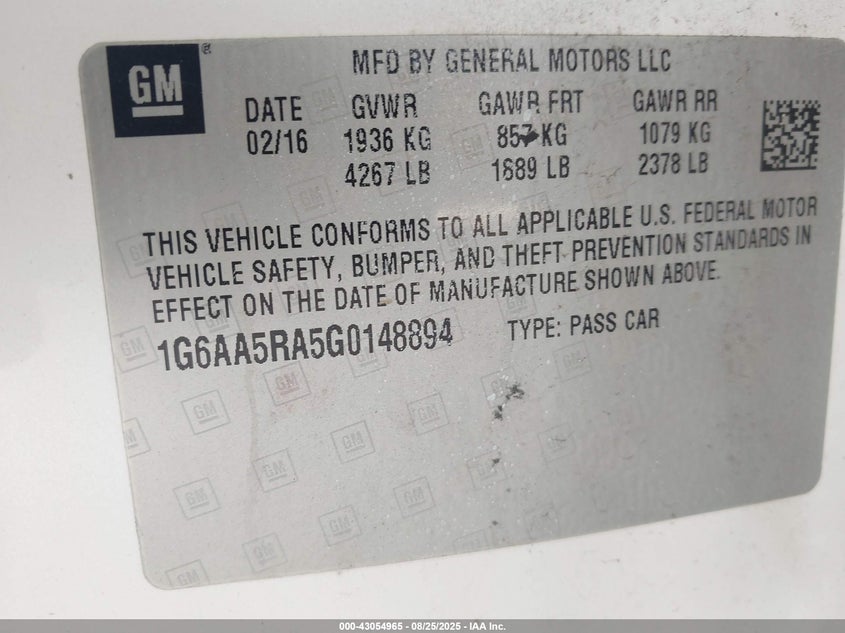 GM
MFD BY GENERAL MOTORS LLC
DATE GVWR GAWR FRT GAWR RR
02/16 1936 KG 857 KG 1079 KG
4267 LB 1889 LB 2378 LB
THIS VEHICLE CONFORMS TO ALL APPLICABLE U.S. FEDERAL MOTOR
VEHICLE SAFETY, BUMPER, AND THEFT PREVENTION STANDARDS IN
EFFECT ON THE DATE OF MANUFACTURE SHOWN ABOVE.
1G6AA5RA5G0148894 TYPE: PASS CAR
000-43054965 - 08/25/2025 - IAA Inc.